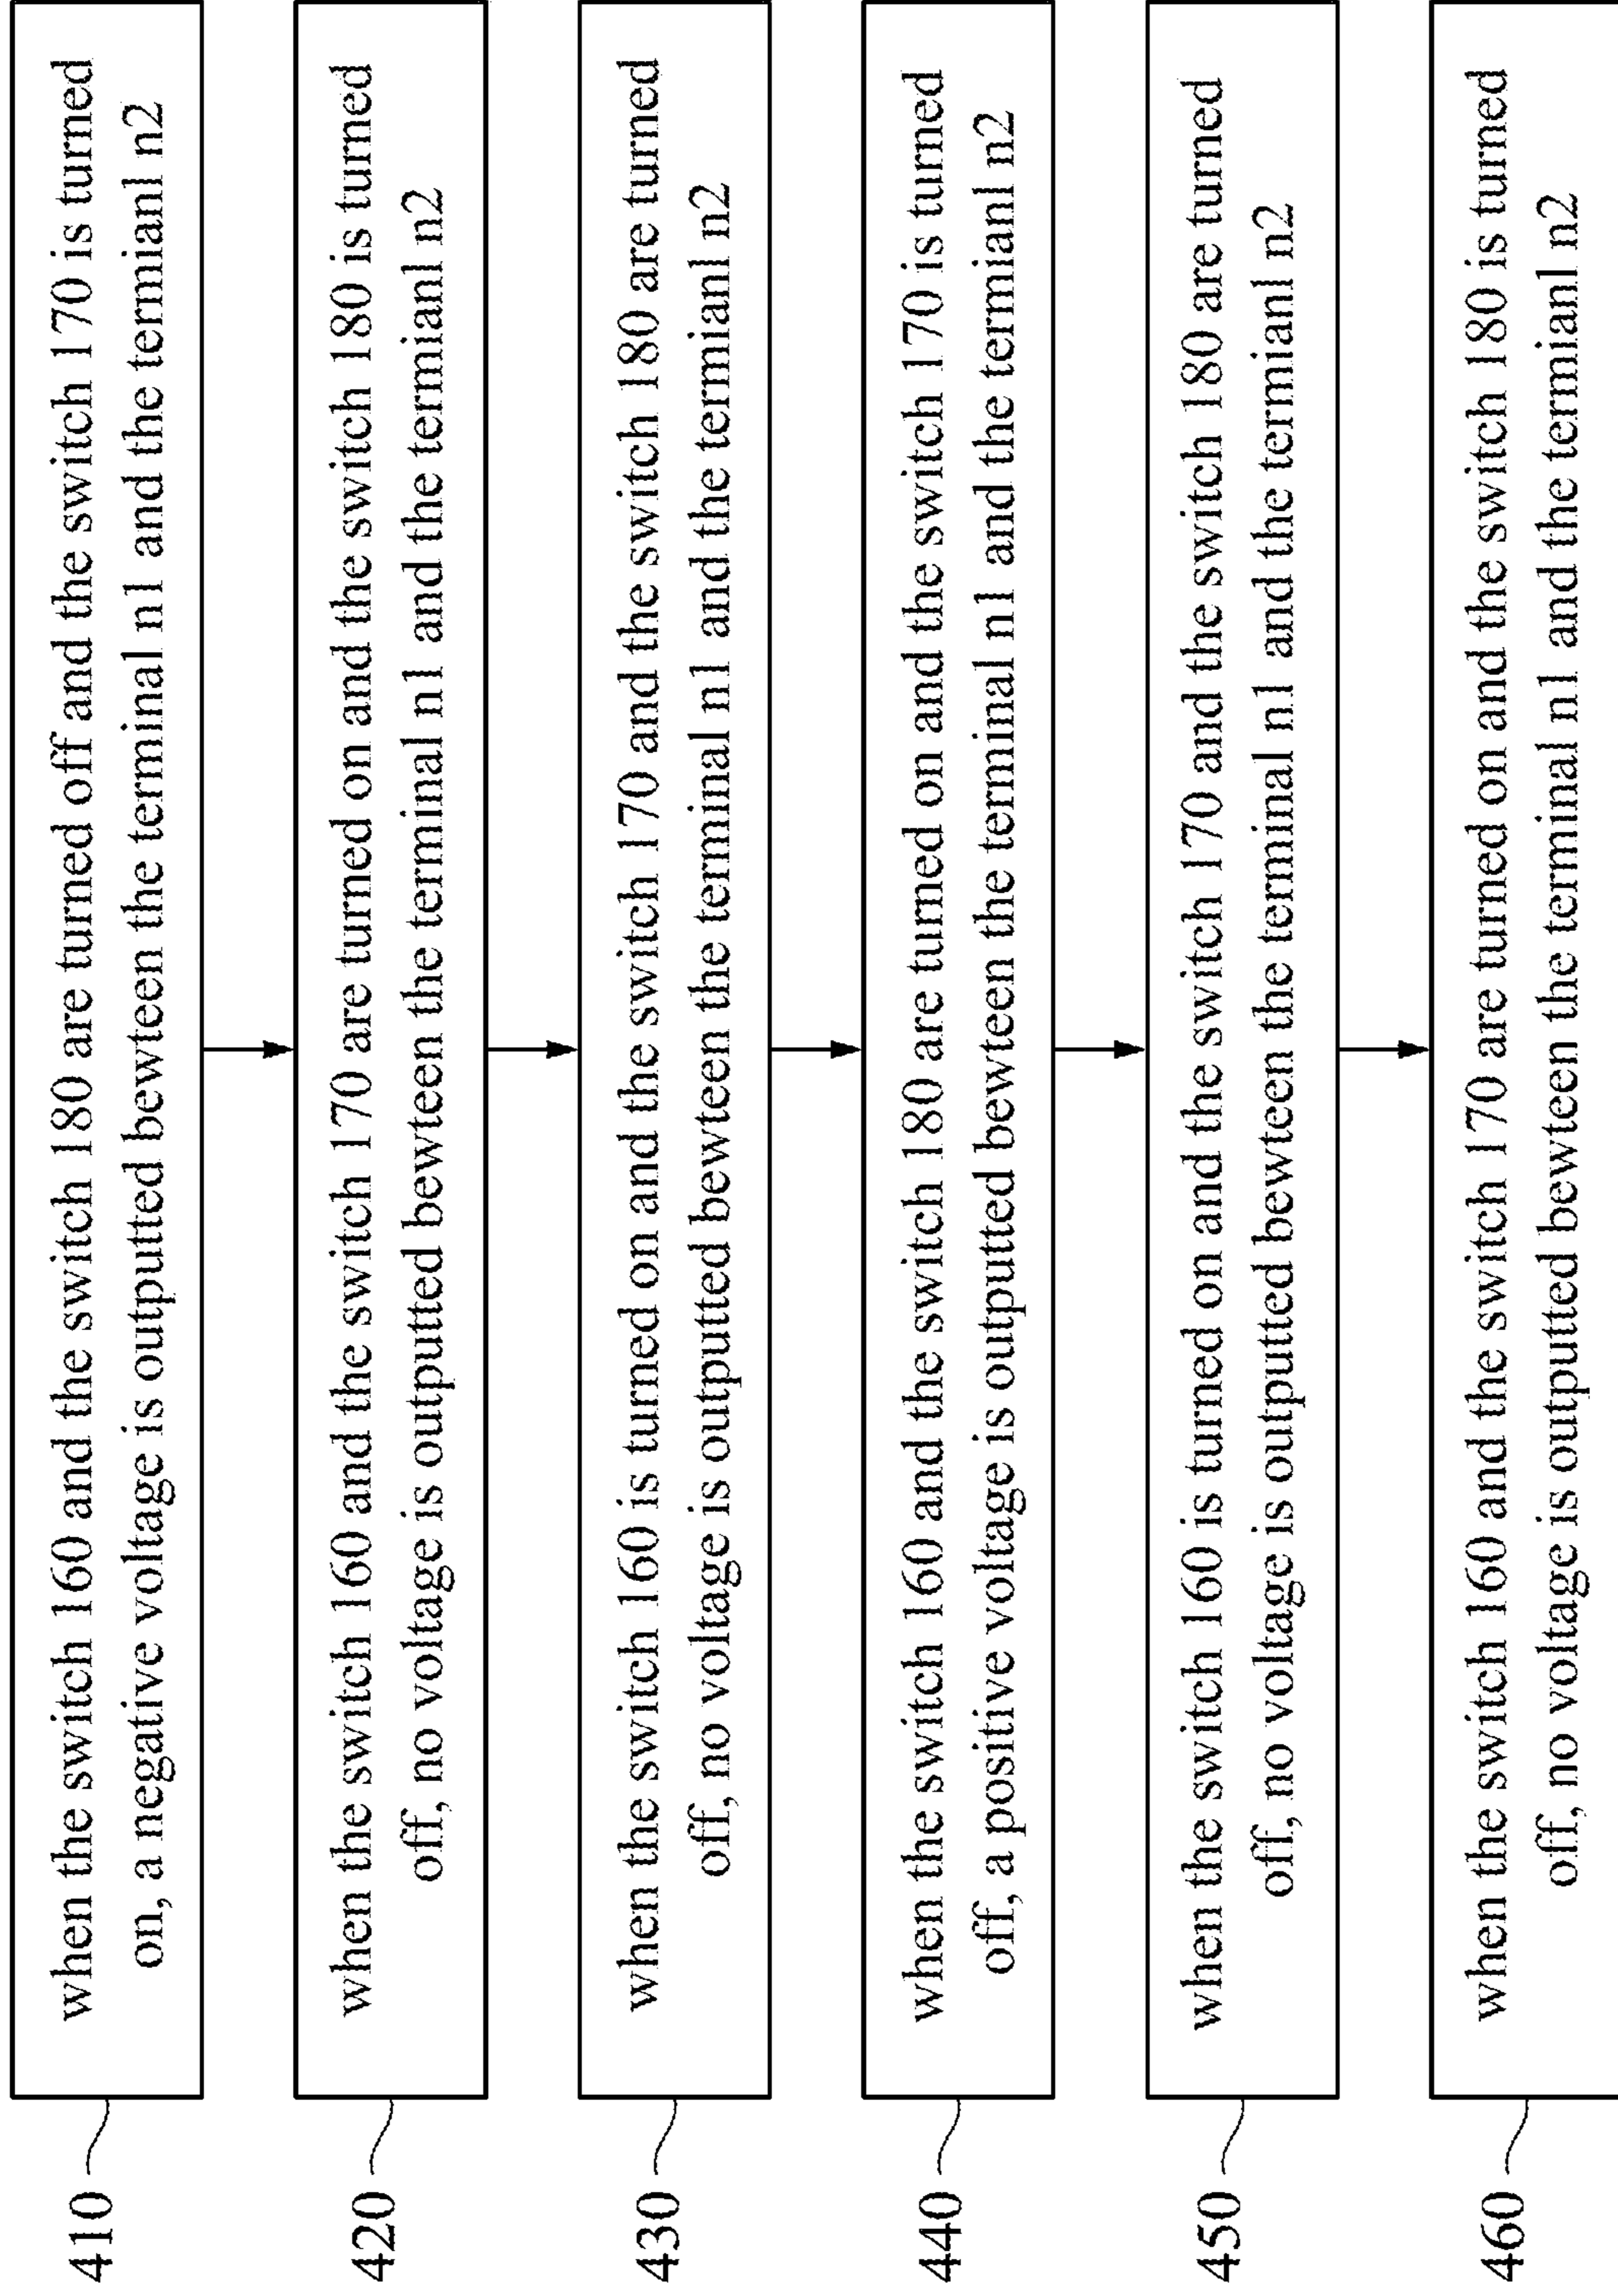 410
when the switch 160 and the switch 180 are turned off and the switch 170 is turned
on, a negative voltage is outputted bewteen the terminal n1 and the termianl n2
420
when the switch 160 and the switch 170 are turned on and the switch 180 is turned
off, no voltage is outputted bewteen the terminal n1 and the termianl n2
430
when the switch 160 is turned on and the switch 170 and the switch 180 are turned
off, no voltage is outputted bewteen the terminal n1 and the termianl n2
440
when the switch 160 and the switch 180 are turned on and the switch 170 is turned
off, a positive voltage is outputted bewteen the terminal n1 and the termianl n2
450
when the switch 160 is turned on and the switch 170 and the switch 180 are turned
off, no voltage is outputted bewteen the terminal n1 and the termianl n2
460
when the switch 160 and the switch 170 are turned on and the switch 180 is turned
off, no voltage is outputted bewteen the terminal n1 and the termianl n2